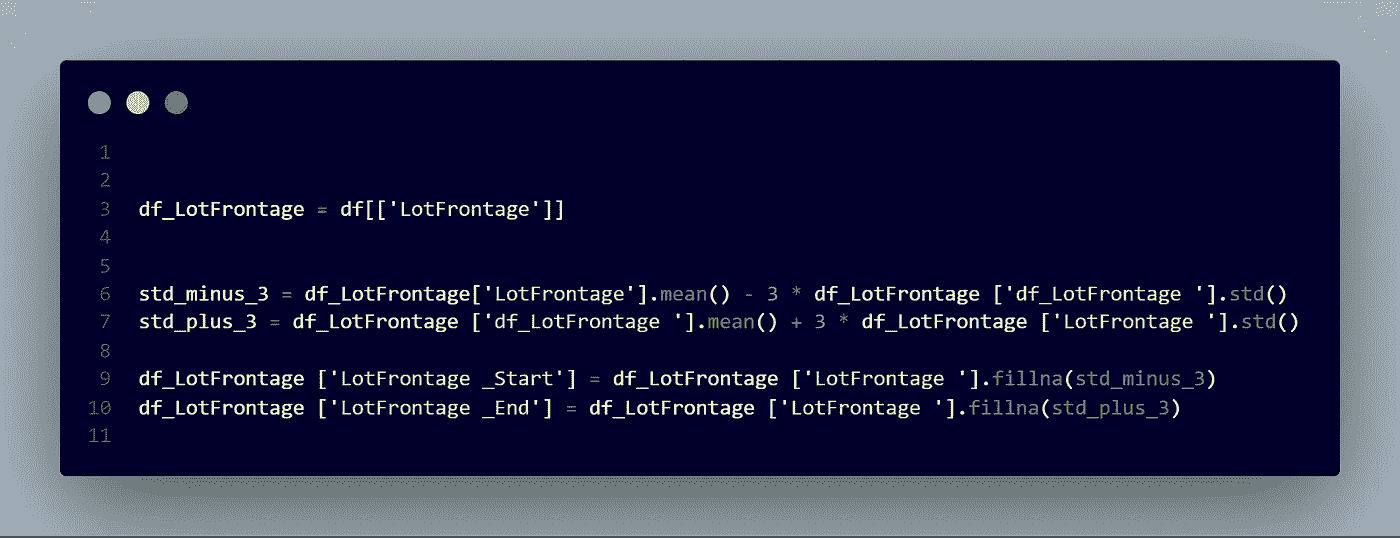 1
2
3 df_LotFrontage = df[['LotFrontage']]
4
5
6 std_minus_3 = df_LotFrontage['LotFrontage'].mean() - 3 * df_LotFrontage ['df_LotFrontage '].std()
7 std_plus_3 = df_LotFrontage ['df_LotFrontage '].mean() + 3 * df_LotFrontage ['LotFrontage '].std()
8
9 df_LotFrontage ['LotFrontage _Start'] = df_LotFrontage ['LotFrontage '].fillna(std_minus_3)
10 df_LotFrontage ['LotFrontage _End'] = df_LotFrontage ['LotFrontage '].fillna(std_plus_3)
11